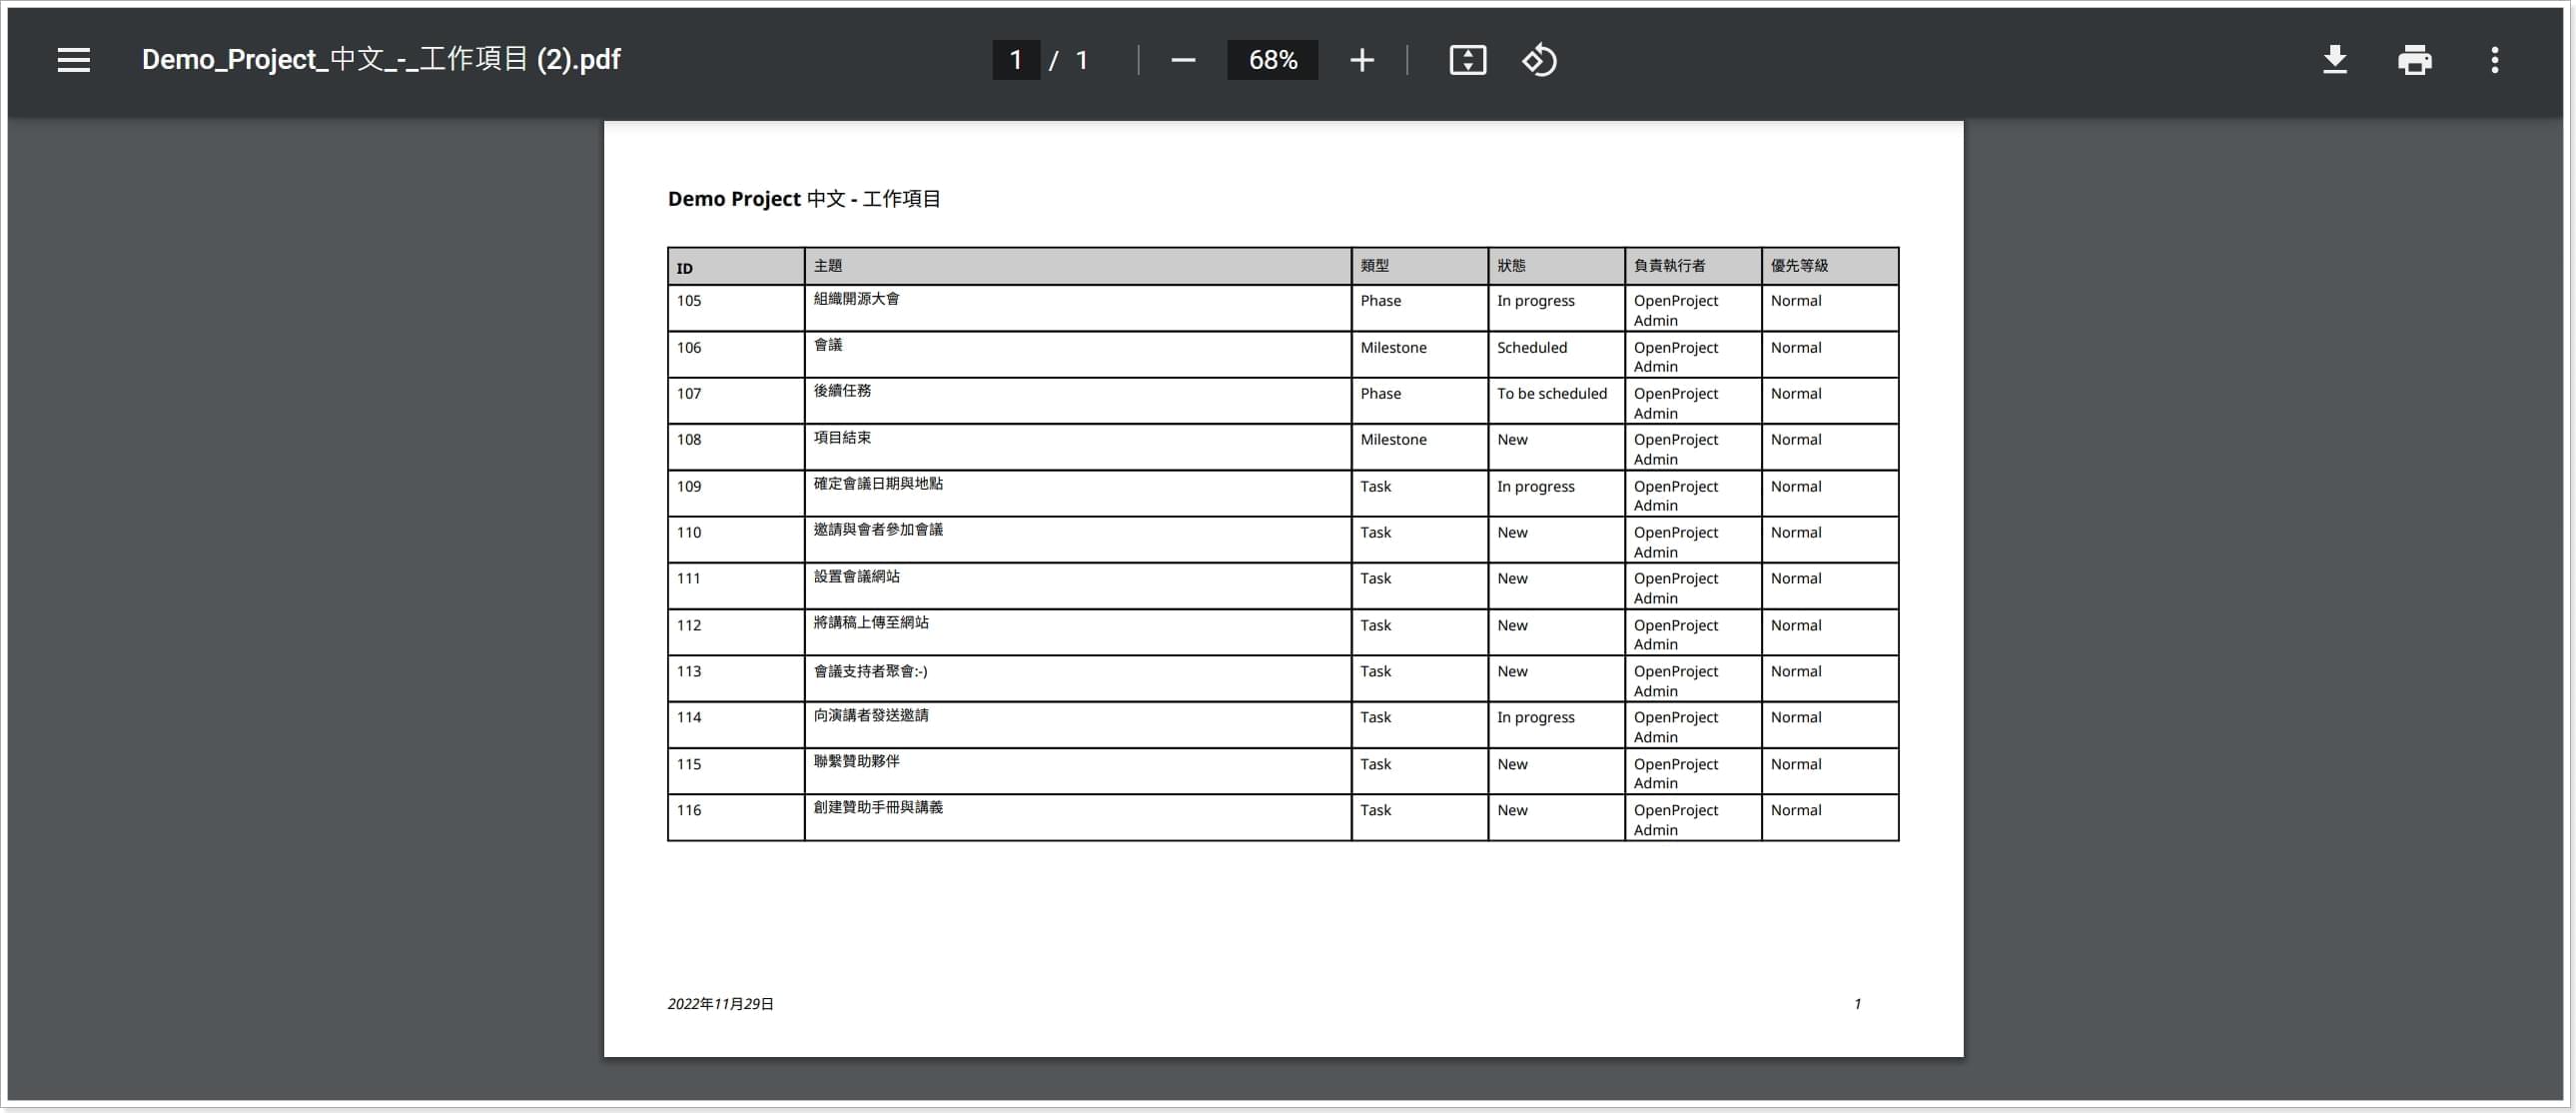 Demo_Project_中文_-_工作項目 (2).pdf
1 / 1
68%
Demo Project 中文 - 工作項目
ID 主題 類型 狀態 負責執行者 優先等級
105 組織開源大會 Phase In progress OpenProject Admin Normal
106 會議 Milestone Scheduled OpenProject Admin Normal
107 後續任務 Phase To be scheduled OpenProject Admin Normal
108 項目結束 Milestone New OpenProject Admin Normal
109 確定會議日期與地點 Task In progress OpenProject Admin Normal
110 邀請與會者參加會議 Task New OpenProject Admin Normal
111 設置會議網站 Task New OpenProject Admin Normal
112 將講稿上傳至網站 Task New OpenProject Admin Normal
113 會議支持者聚會:-) Task New OpenProject Admin Normal
114 向演講者發送邀請 Task In progress OpenProject Admin Normal
115 聯繫贊助夥伴 Task New OpenProject Admin Normal
116 創建贊助手冊與講義 Task New OpenProject Admin Normal
2022年11月29日 1